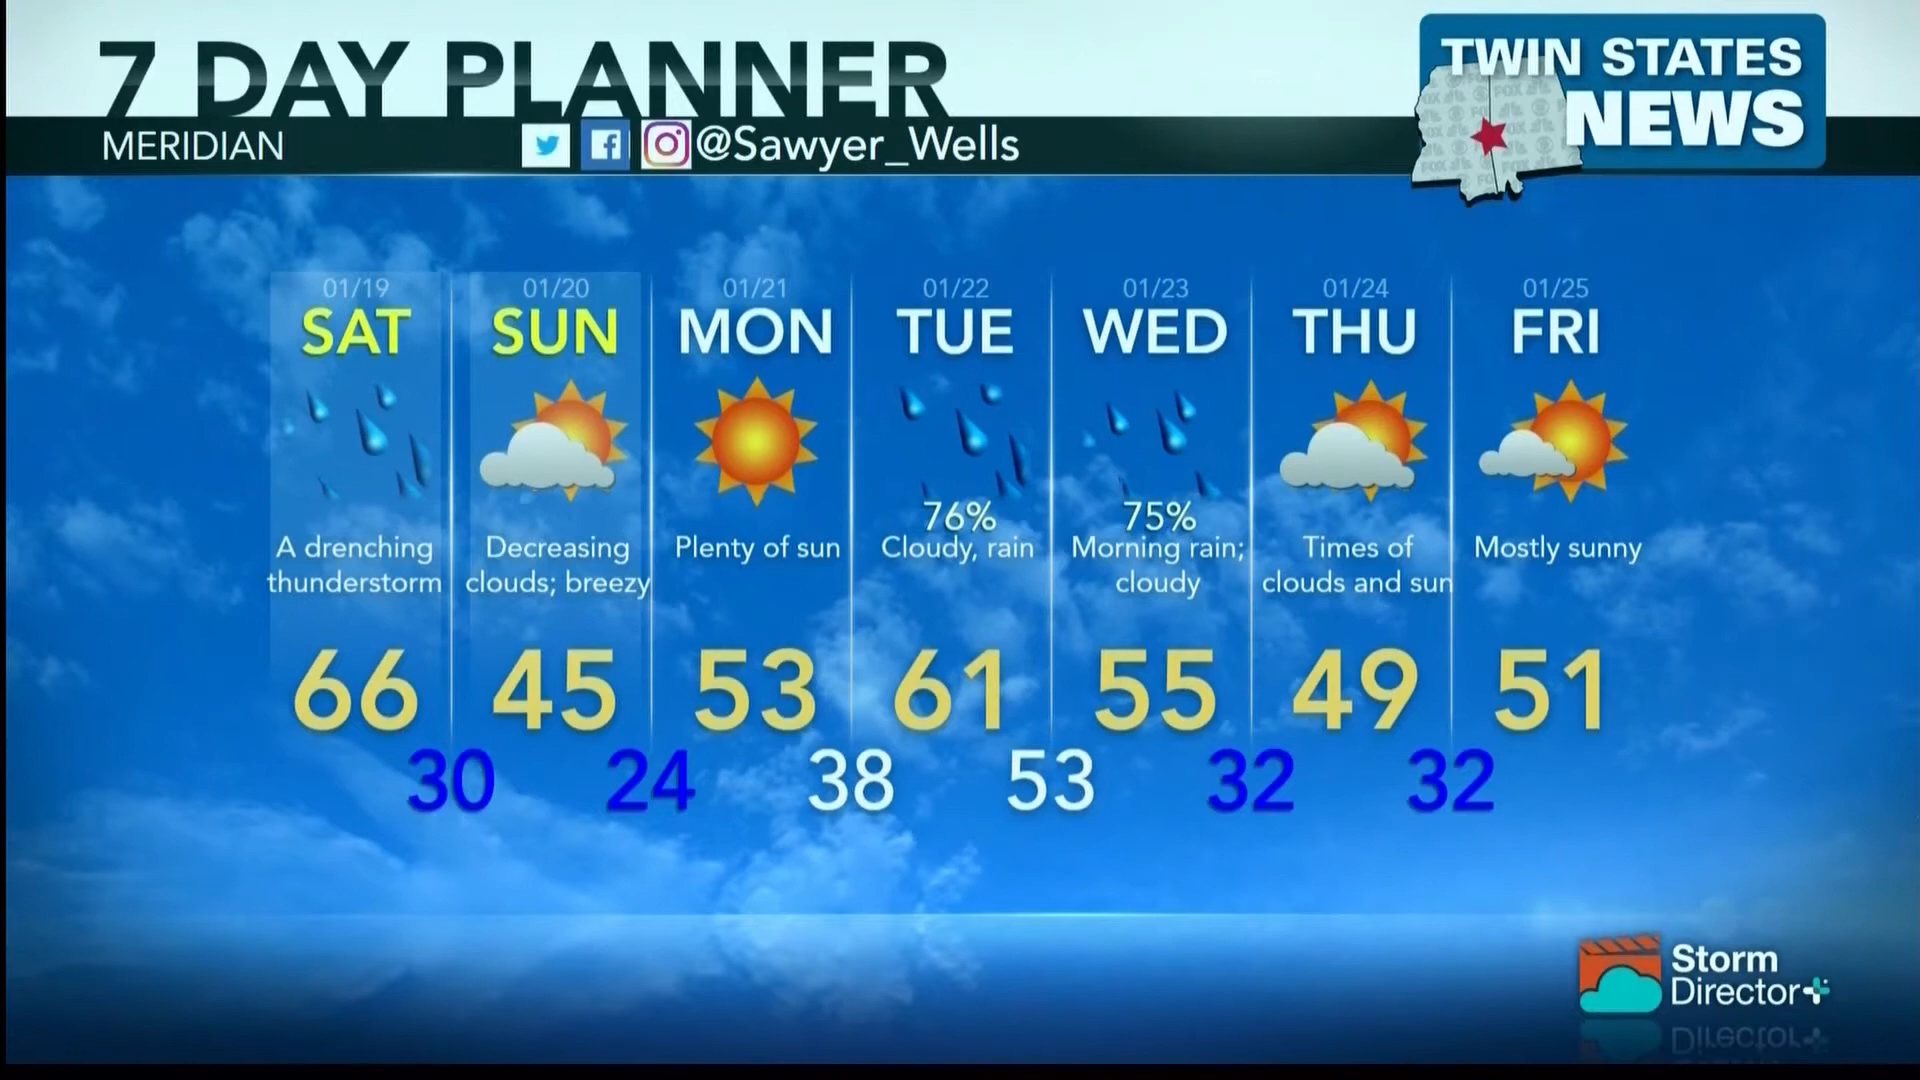 7 DAY PLANNER
MERIDIAN
@Sawyer_Wells
TWIN STATES
NEWS
01/19 01/20 01/21 01/22 01/23 01/24 01/25
SAT SUN MON TUE WED THU FRI
76% 75%
A drenching Decreasing Plenty of sun Cloudy, rain Morning rain; Times of Mostly sunny
thunderstorm clouds; breezy cloudy clouds and sun
66 45 53 61 55 49 51
30 24 38 53 32 32
Storm
Director+